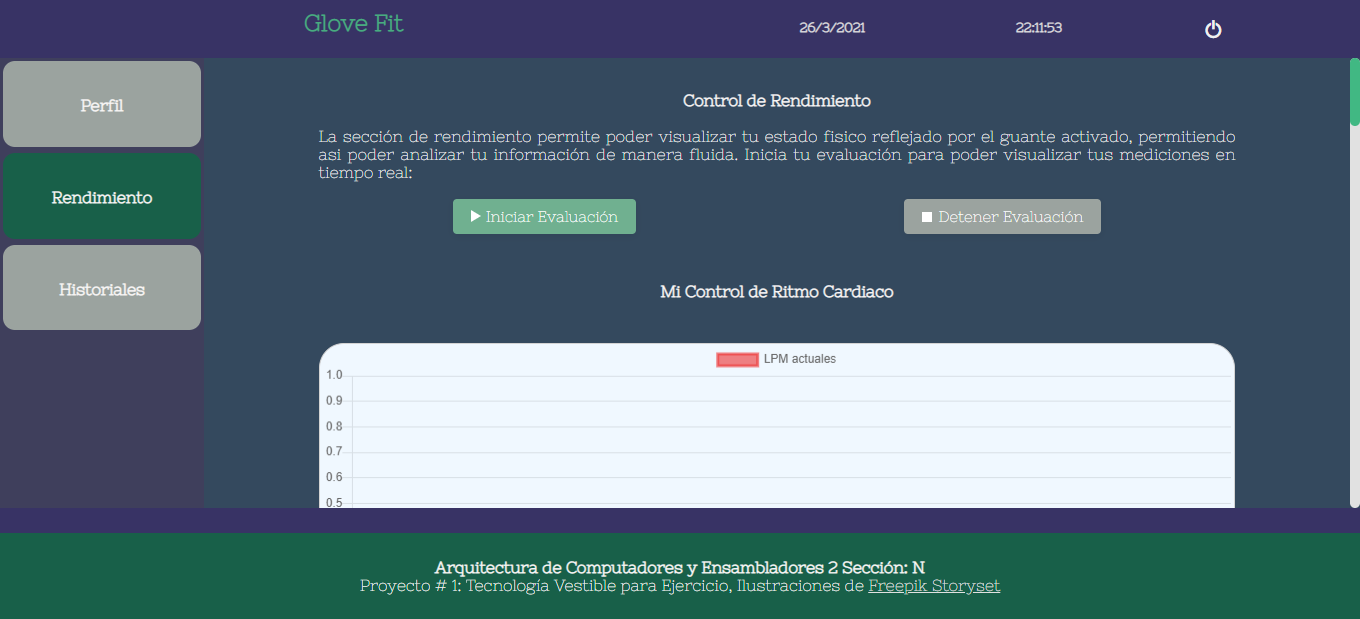 Glove Fit
26/3/2021
22:11:53
Perfil
Rendimiento
Historiales
Control de Rendimiento
La sección de rendimiento permite poder visualizar tu estado fisico reflejado por el guante activado, permitiendo
asi poder analizar tu información de manera fluida. Inicia tu evaluación para poder visualizar tus mediciones en
tiempo real:
Iniciar Evaluación
Detener Evaluación
Mi Control de Ritmo Cardiaco
LPM actuales
1.0
0.9
0.8
0.7
0.6
0.5
Arquitectura de Computadores y Ensambladores 2 Sección: N
Proyecto # 1: Tecnología Vestible para Ejercicio, Ilustraciones de Freepik Storyset